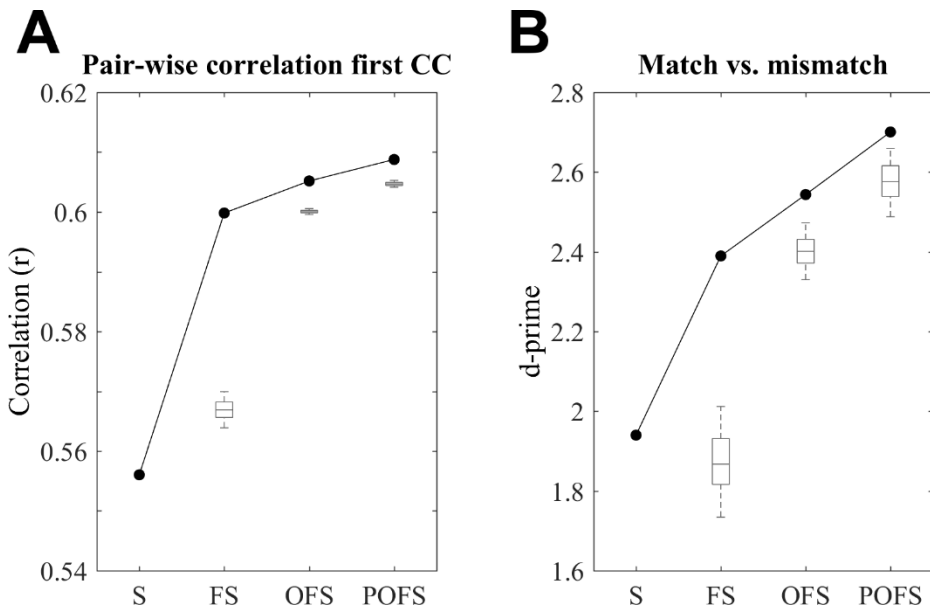 A
Pair-wise correlation first CC
Correlation (r)
0.62
0.6
0.58
0.56
0.54
S FS OFS POFS
B
Match vs. mismatch
d-prime
2.8
2.6
2.4
2.2
2
1.8
1.6
S FS OFS POFS